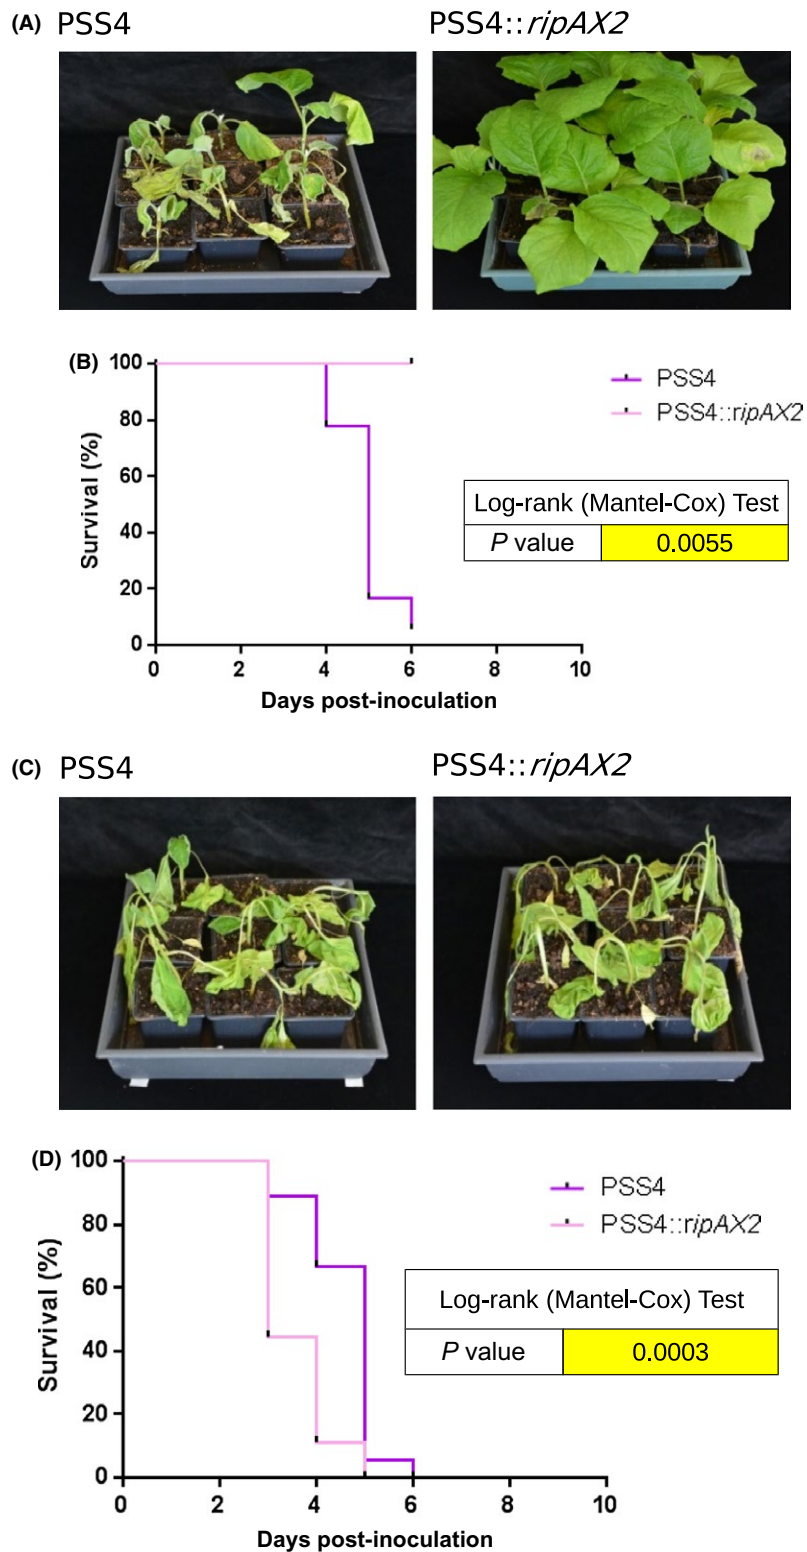 (A) PSS4 PSS4::ripAX2
(B)
100
80
60
40
20
0
Survival (%)
0 2 4 6 8 10
Days post-inoculation
PSS4
PSS4::ripAX2
Log-rank (Mantel-Cox) Test
P value 0.0055
(C) PSS4 PSS4::ripAX2
(D)
100
80
60
40
20
0
Survival (%)
0 2 4 6 8 10
Days post-inoculation
PSS4
PSS4::ripAX2
Log-rank (Mantel-Cox) Test
P value 0.0003